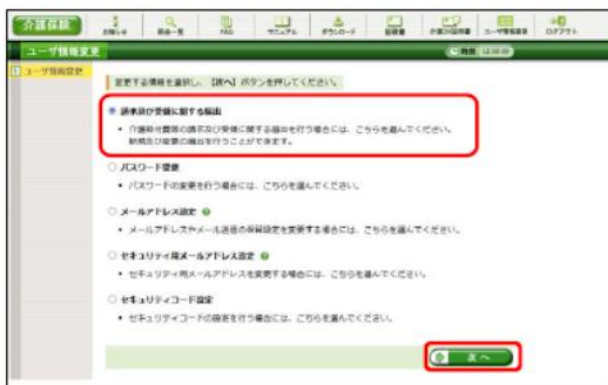 介護保険
お知らせ
照会一覧
FAQ
マニュアル
ダウンロード
証明書
介護DX証明書
ユーザ情報変更
ログアウト
ユーザ情報変更
1 ユーザ情報変更
変更する情報を選択し、【次へ】ボタンを押してください。
請求及び受領に関する届出
• 介護給付費等の請求及び受領に関する届出を行う場合には、こちらを選んでください。
新規及び変更の届出を行うことができます。
パスワード変更
• パスワードの変更を行う場合には、こちらを選んでください。
メールアドレス設定
• メールアドレスやメール送信の保留設定を変更する場合には、こちらを選んでください。
セキュリティ用メールアドレス設定
• セキュリティ用メールアドレスを変更する場合には、こちらを選んでください。
セキュリティコード設定
• セキュリティコードの設定を行う場合には、こちらを選んでください。
次へ